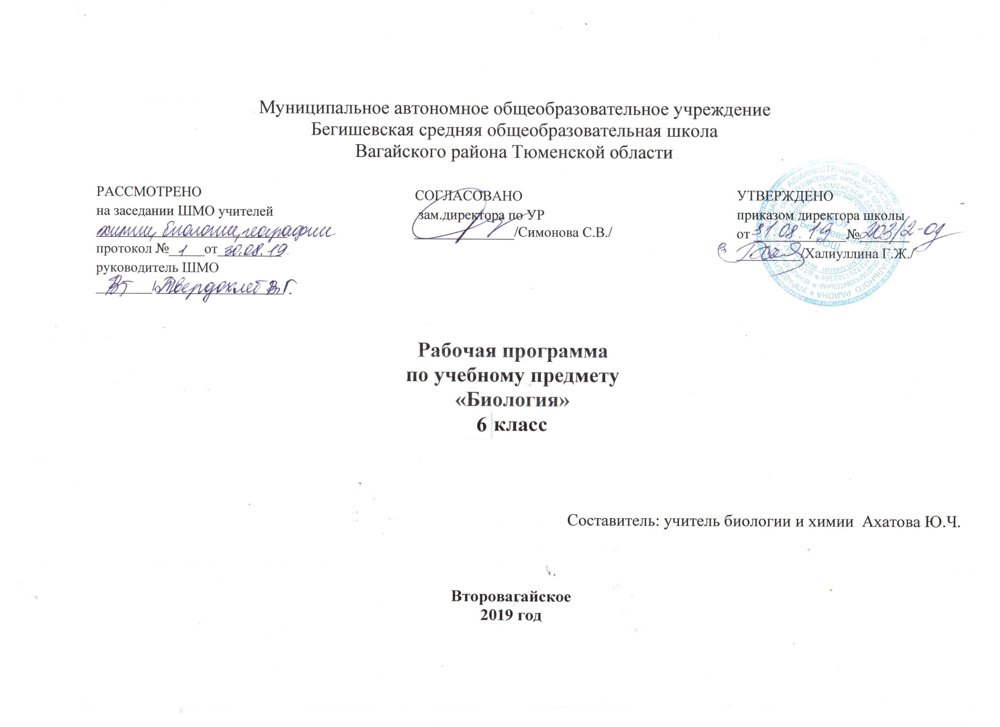 Муниципальное автономное общеобразовательное учреждение
Бегишевская средняя общеобразовательная школа
Вагайского района Тюменской области
РАССМОТРЕНО
на заседании ШМО учителей
химии, биологии, географии
протокол № 1 от 30.08.19.
руководитель ШМО
/Твердохлеб В.Г.
СОГЛАСОВАНО
зам.директора по УР
/Симонова С.В./
УТВЕРЖДЕНО
приказом директора школы
от 31.08.19 № 203/2-од
/Халиуллина Г.Ж./
МАОУ
Бегишевская
СОШ
Рабочая программа
по учебному предмету
«Биология»
6 класс
Составитель: учитель биологии и химии Ахатова Ю.Ч.
Второвагайское
2019 год